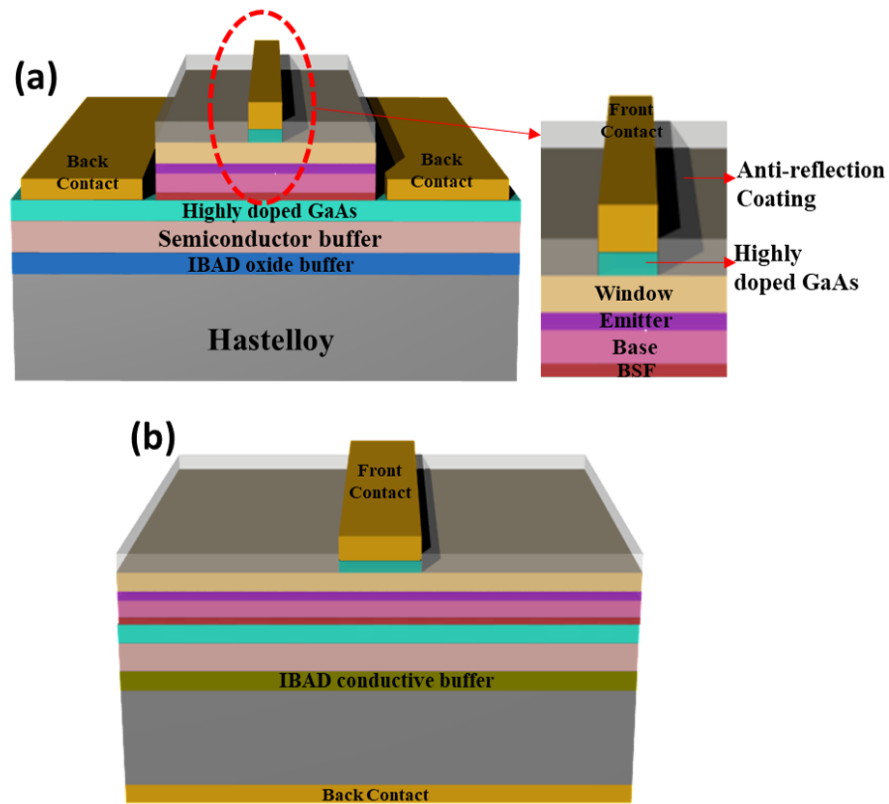 (a)
Back
Contact
Back
Contact
Highly doped GaAs
Semiconductor buffer
IBAD oxide buffer
Hastelloy
Front
Contact
Anti-reflection
Coating
Highly
doped GaAs
Window
Emitter
Base
BSF
(b)
Front
Contact
IBAD conductive buffer
Back Contact